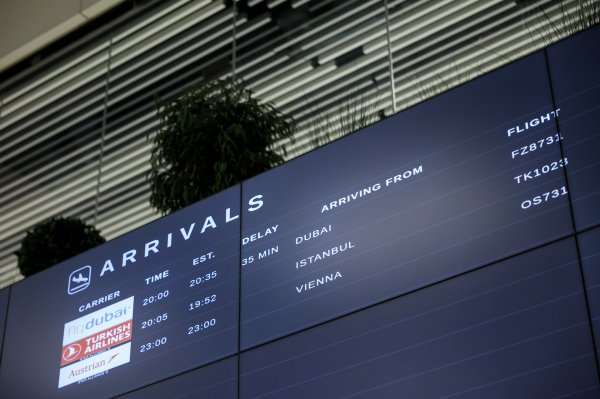 ARRIVALS
CARRIER TIME EST. DELAY ARRIVING FROM FLIGHT
flydubai 20:00 20:35 35 MIN DUBAI FZ8731
TURKISH AIRLINES 20:05 19:52 ISTANBUL TK1023
Austrian 23:00 23:00 VIENNA OS731